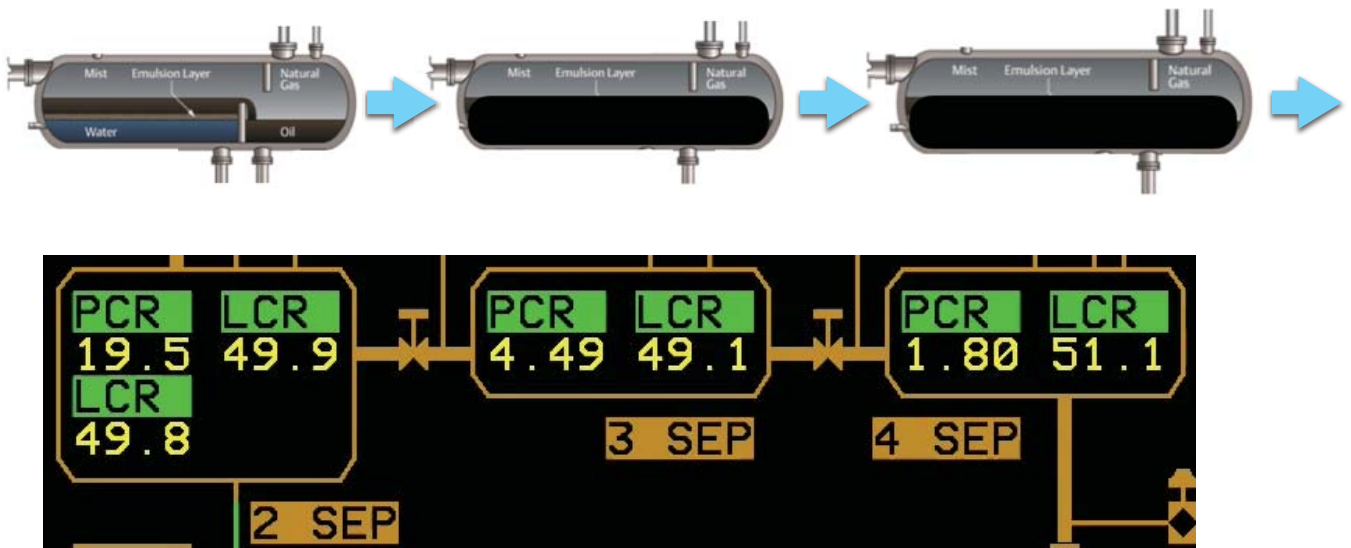 Mist Emulsion Layer Natural
Gas
Water Oil
Mist Emulsion Layer Natural
Gas
Mist Emulsion Layer Natural
Gas
PCR LCR
19.5 49.9
LCR
49.8
2 SEP
PCR LCR
4.49 49.1
3 SEP
PCR LCR
1.80 51.1
4 SEP